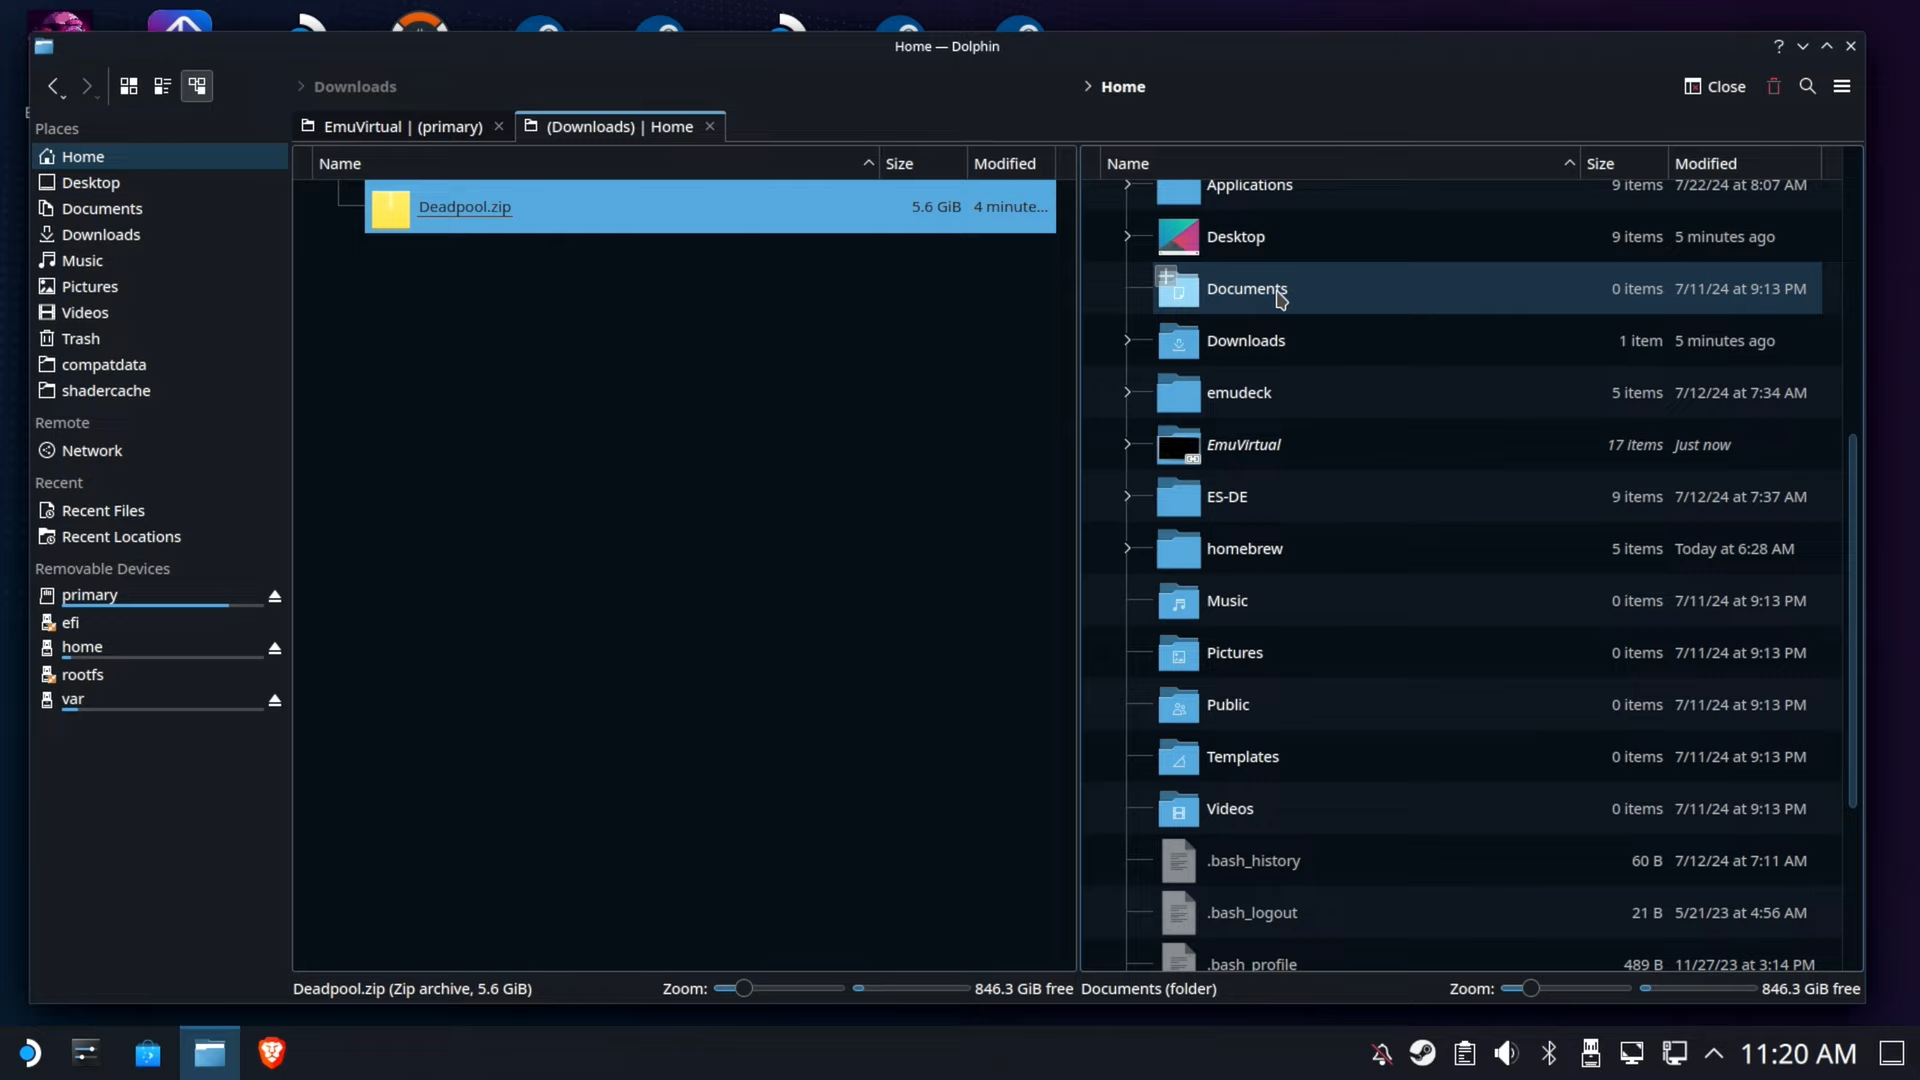 Home — Dolphin
?
Downloads
Home
Close
EmuVirtual | (primary)
(Downloads) | Home
Places
Home
Desktop
Documents
Downloads
Music
Pictures
Videos
Trash
compatdata
shadercache
Remote
Network
Recent
Recent Files
Recent Locations
Removable Devices
primary
efi
home
rootfs
var
Name Size Modified
Deadpool.zip 5.6 GiB 4 minute...
Name Size Modified
Applications 9 items 7/22/24 at 8:07 AM
Desktop 9 items 5 minutes ago
Documents 0 items 7/11/24 at 9:13 PM
Downloads 1 item 5 minutes ago
emudeck 5 items 7/12/24 at 7:34 AM
EmuVirtual 17 items Just now
ES-DE 9 items 7/12/24 at 7:37 AM
homebrew 5 items Today at 6:28 AM
Music 0 items 7/11/24 at 9:13 PM
Pictures 0 items 7/11/24 at 9:13 PM
Public 0 items 7/11/24 at 9:13 PM
Templates 0 items 7/11/24 at 9:13 PM
Videos 0 items 7/11/24 at 9:13 PM
.bash_history 60 B 7/12/24 at 7:11 AM
.bash_logout 21 B 5/21/23 at 4:56 AM
.bash_profile 489 B 11/27/23 at 3:14 PM
Deadpool.zip (Zip archive, 5.6 GiB) Zoom: 846.3 GiB free
Documents (folder) Zoom: 846.3 GiB free
11:20 AM